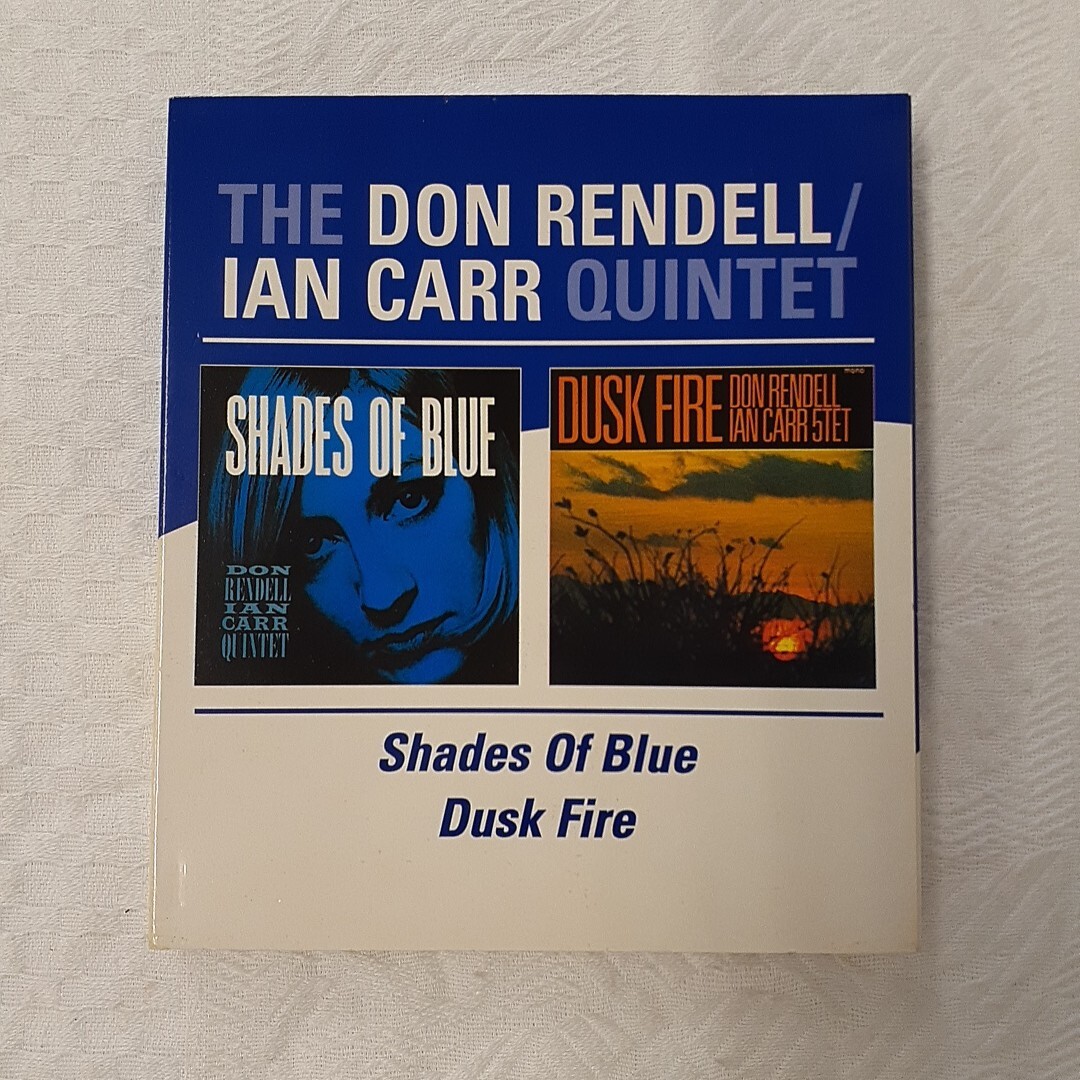 THE DON RENDELL/
IAN CARR QUINTET
SHADES OF BLUE
DON
RENDELL
IAN
CARR
QUINTET
mono
DUSK FIRE DON RENDELL
IAN CARR 5TET
Shades Of Blue
Dusk Fire